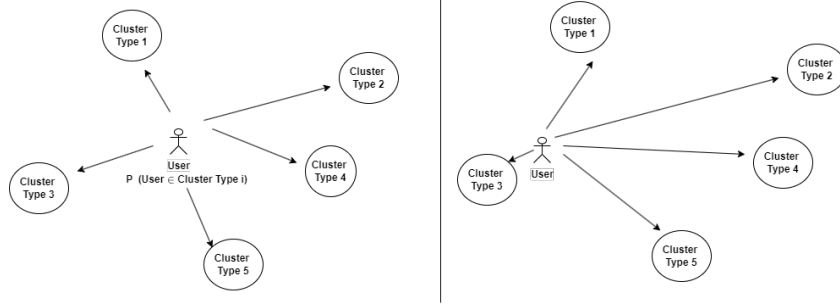 Cluster
Type 1
Cluster
Type 2
User
P (User ∈ Cluster Type i)
Cluster
Type 3
Cluster
Type 4
Cluster
Type 5
Cluster
Type 1
Cluster
Type 2
User
Cluster
Type 3
Cluster
Type 4
Cluster
Type 5